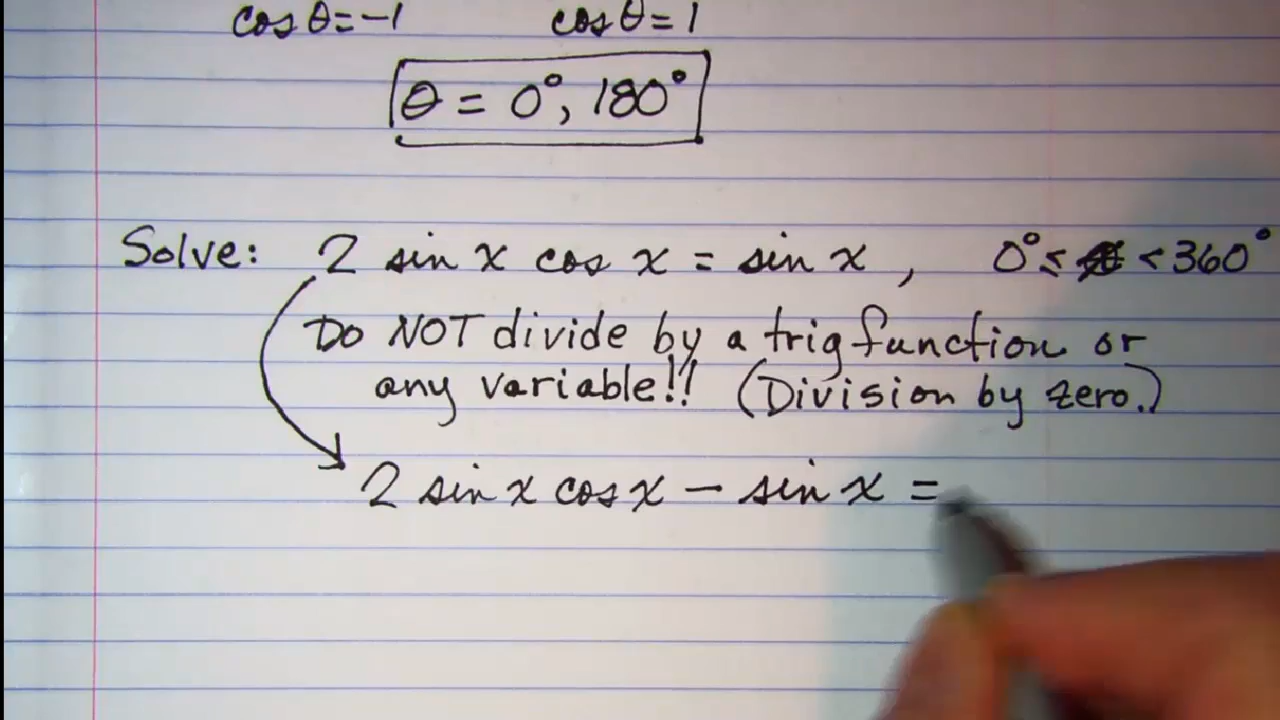 cos θ = -1 cos θ = 1
θ = 0°, 180°
Solve: 2 sin x cos x = sin x , 0° ≤ < 360°
Do NOT divide by a trig function or
any variable!! (Division by zero.)
2 sin x cos x - sin x =